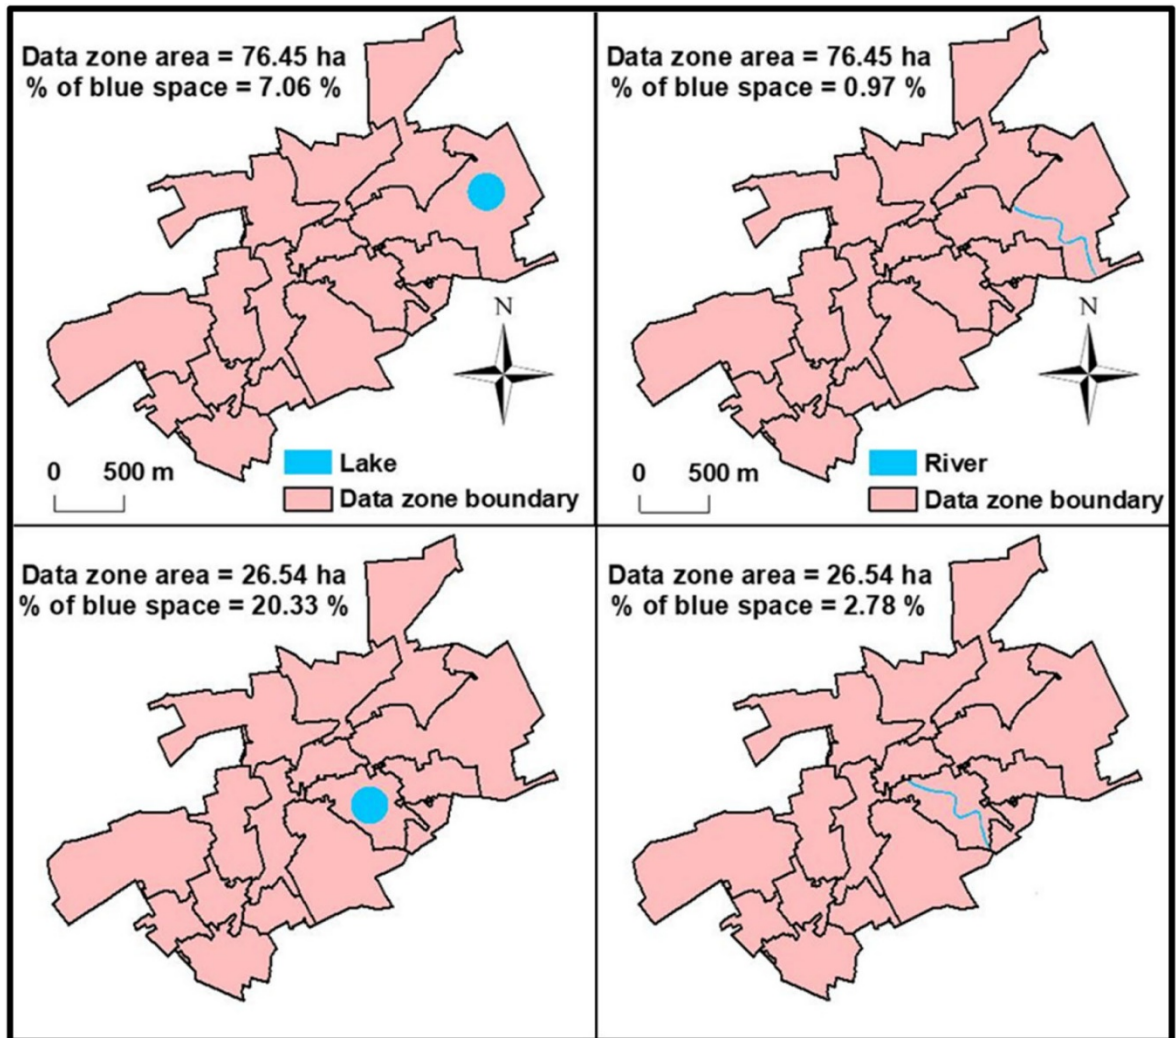 Data zone area = 76.45 ha
% of blue space = 7.06 %
N
0 500 m
Lake
Data zone boundary
Data zone area = 76.45 ha
% of blue space = 0.97 %
N
0 500 m
River
Data zone boundary
Data zone area = 26.54 ha
% of blue space = 20.33 %
Data zone area = 26.54 ha
% of blue space = 2.78 %